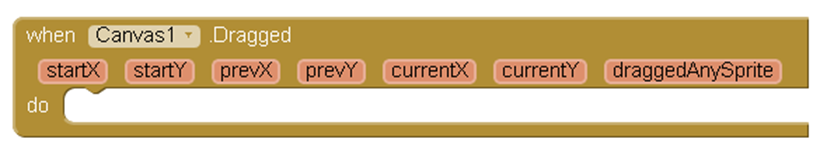 when Canvas1 .Dragged
startX startY prevX prevY currentX currentY draggedAnySprite
do